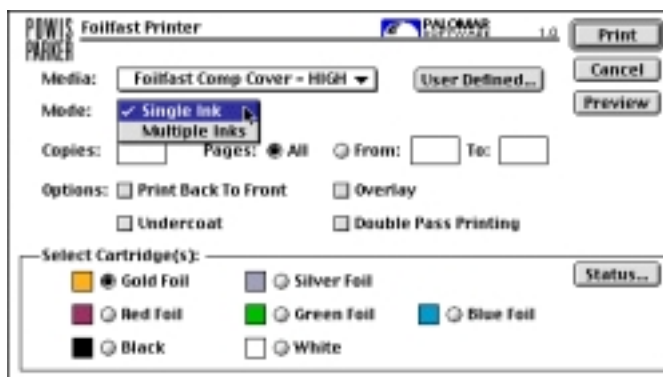 POWIS PARKER Foilfast Printer PALOMAR SOFTWARE 1.0 Print
Media: Foilfast Comp Cover - HIGH User Defined... Cancel
Mode: Single Ink Preview
Multiple Inks
Copies: Pages: All From: To:
Options: Print Back To Front Overlay
Undercoat Double Pass Printing
Select Cartridge(s):
Gold Foil Silver Foil Status...
Red Foil Green Foil Blue Foil
Black White